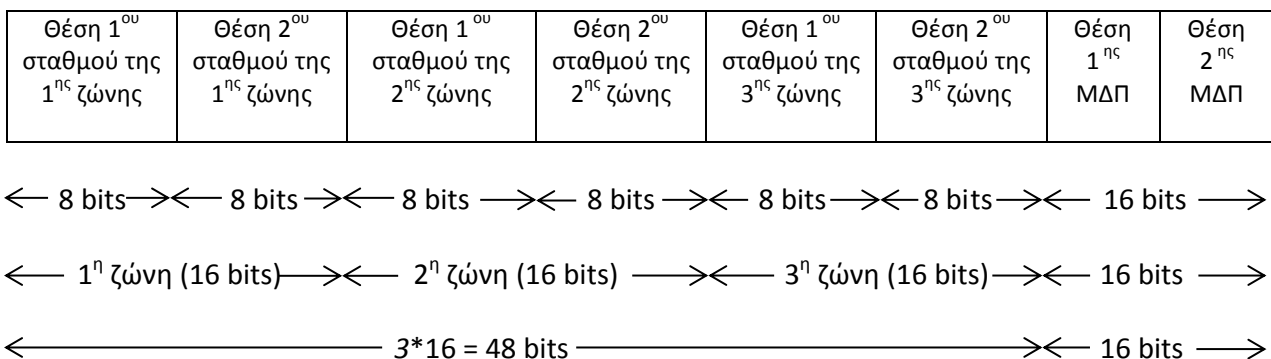 Θέση 1ου σταθμού της 1ης ζώνης
Θέση 2ου σταθμού της 1ης ζώνης
Θέση 1ου σταθμού της 2ης ζώνης
Θέση 2ου σταθμού της 2ης ζώνης
Θέση 1ου σταθμού της 3ης ζώνης
Θέση 2ου σταθμού της 3ης ζώνης
Θέση 1ης ΜΔΠ
Θέση 2ης ΜΔΠ
8 bits 8 bits 8 bits 8 bits 8 bits 8 bits 16 bits
1η ζώνη (16 bits) 2η ζώνη (16 bits) 3η ζώνη (16 bits) 16 bits
3*16 = 48 bits 16 bits